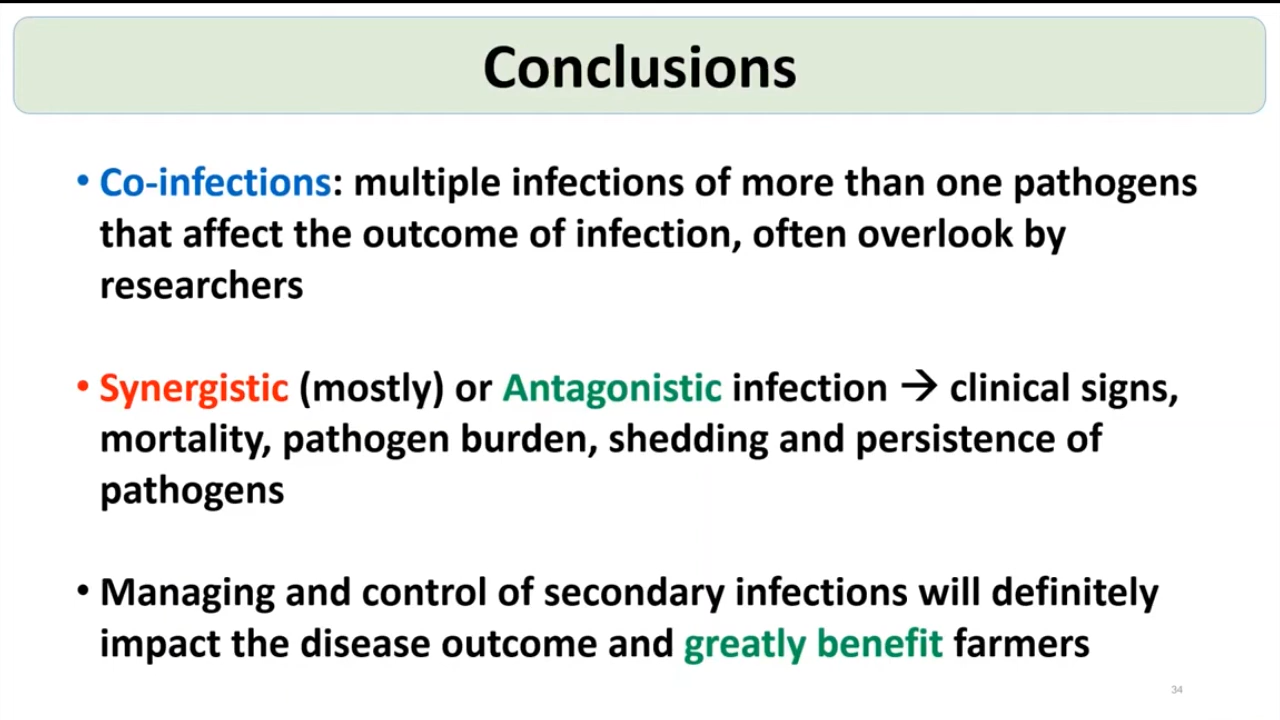 Conclusions
• Co-infections: multiple infections of more than one pathogens
that affect the outcome of infection, often overlook by
researchers
• Synergistic (mostly) or Antagonistic infection → clinical signs,
mortality, pathogen burden, shedding and persistence of
pathogens
• Managing and control of secondary infections will definitely
impact the disease outcome and greatly benefit farmers
34